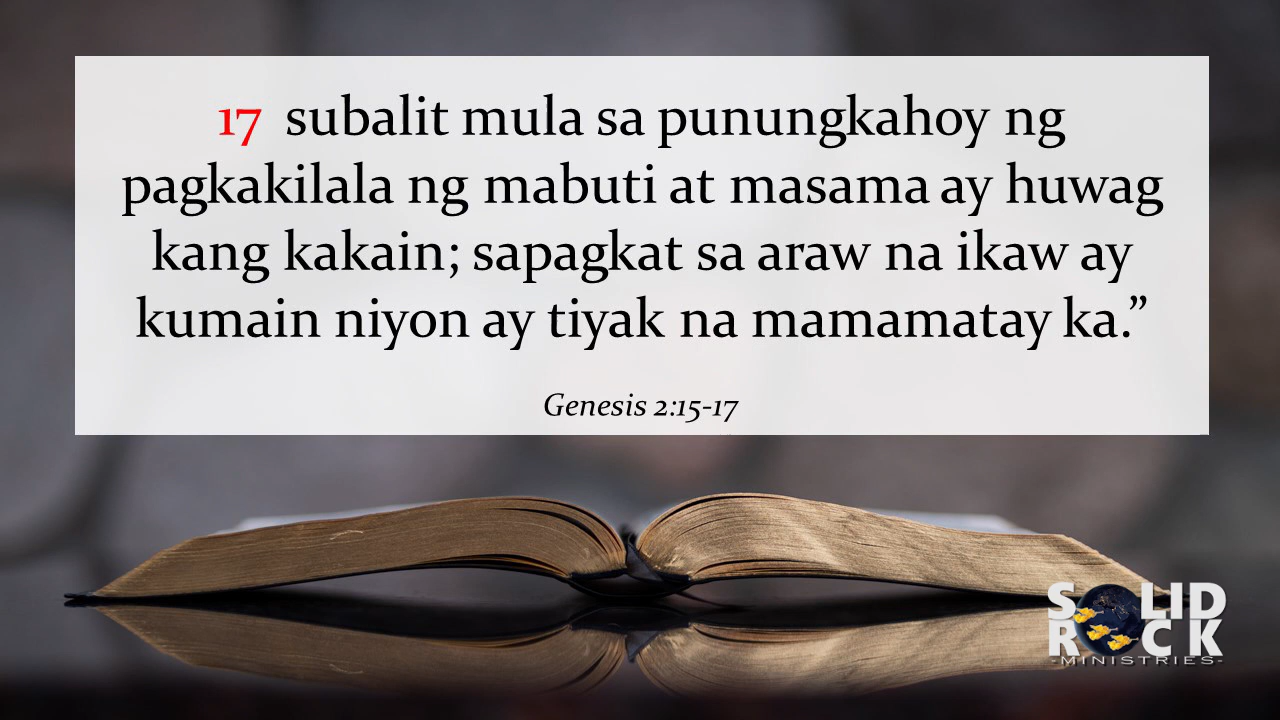 17 subalit mula sa punungkahoy ng
pagkakilala ng mabuti at masama ay huwag
kang kakain; sapagkat sa araw na ikaw ay
kumain niyon ay tiyak na mamamatay ka.”
Genesis 2:15-17
SOLID
ROCK
-MINISTRIES-